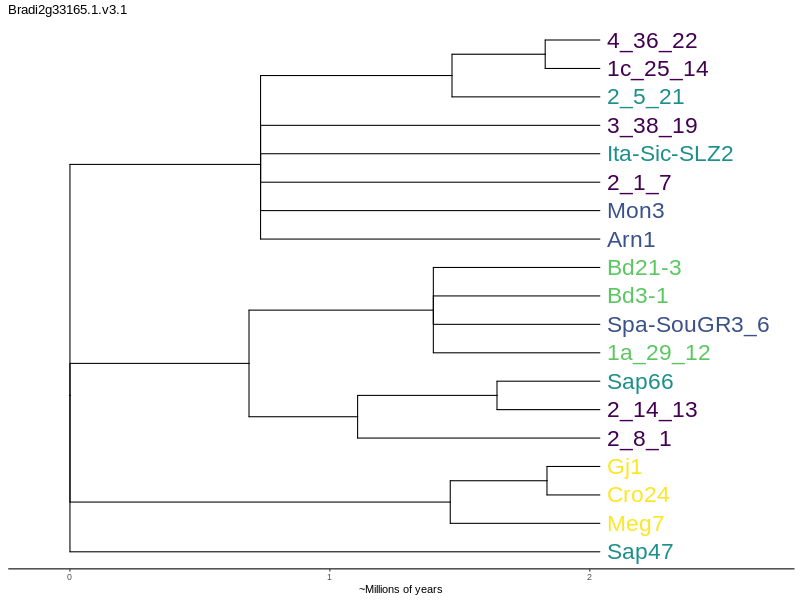 Bradi2g33165.1.v3.1
4_36_22
1c_25_14
2_5_21
3_38_19
Ita-Sic-SLZ2
2_1_7
Mon3
Arn1
Bd21-3
Bd3-1
Spa-SouGR3_6
1a_29_12
Sap66
2_14_13
2_8_1
Gj1
Cro24
Meg7
Sap47
0 1 2
~Millions of years